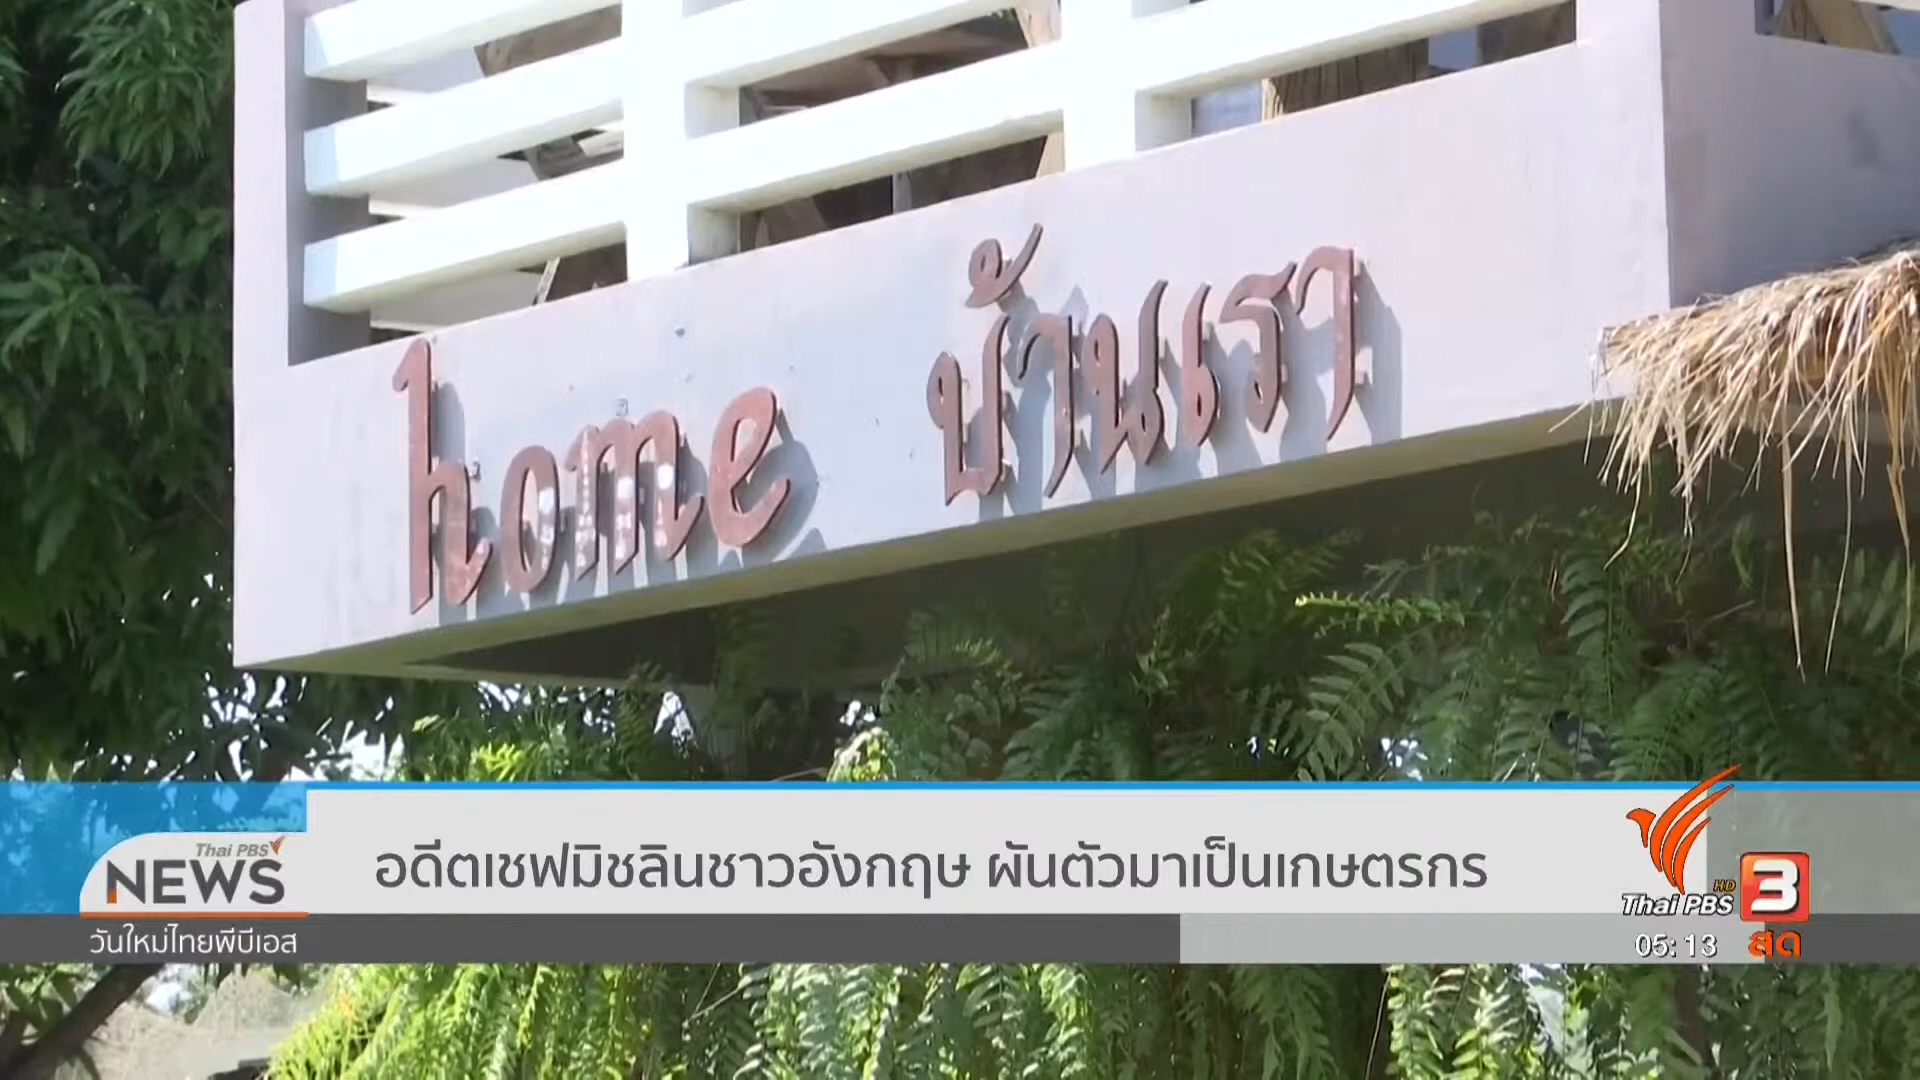 home บ้านเรา
Thai PBS
NEWS
อดีตเชฟมิชลินชาวอังกฤษ ผันตัวมาเป็นเกษตรกร
วันใหม่ไทยพีบีเอส
HD
Thai PBS 3
05:13 สด